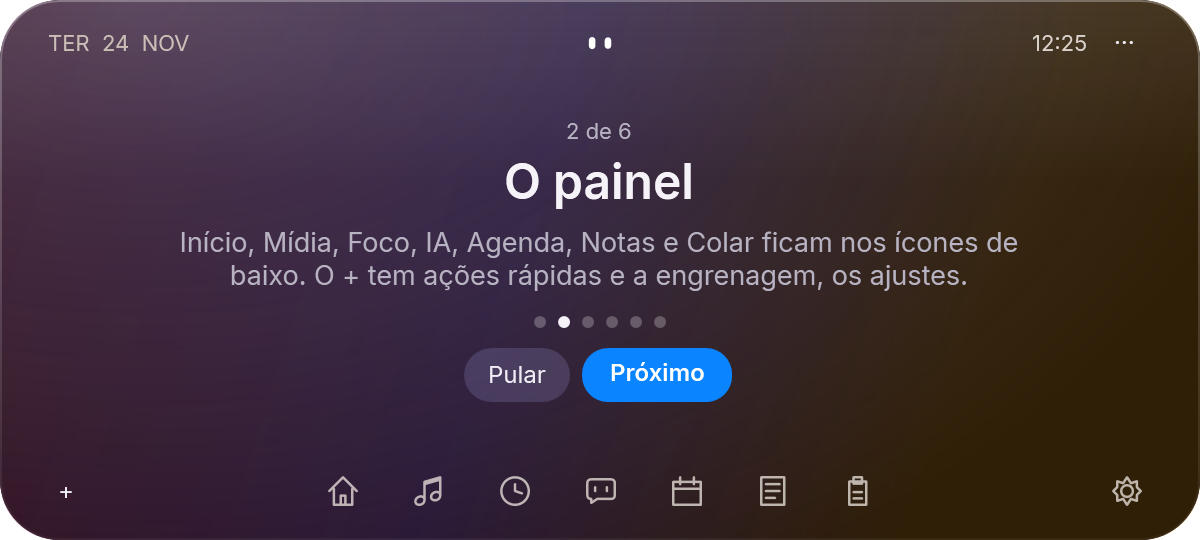 TER 24 NOV
12:25 ...
2 de 6
O painel
Início, Mídia, Foco, IA, Agenda, Notas e Colar ficam nos ícones de
baixo. O + tem ações rápidas e a engrenagem, os ajustes.
Pular
Próximo
+